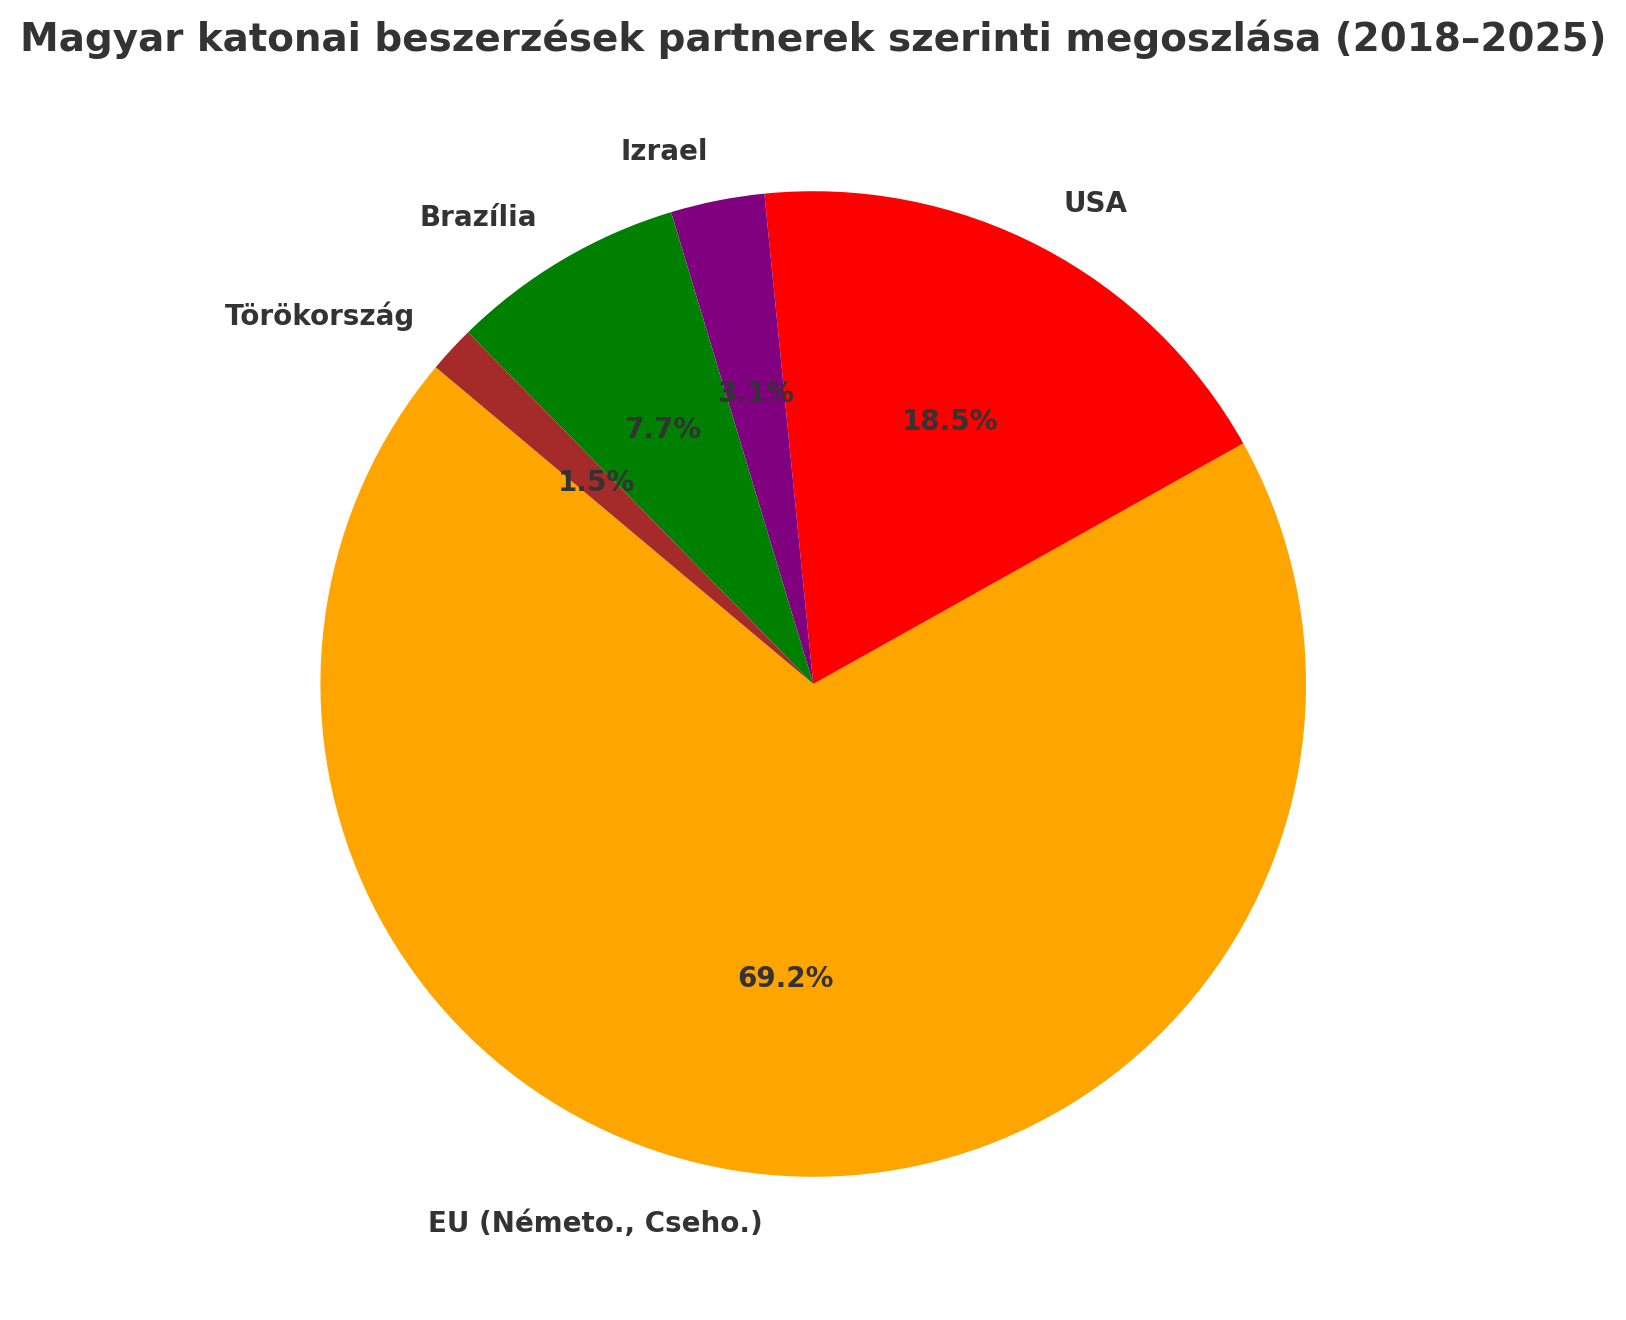 Magyar katonai beszerzések partnerek szerinti megoszlása (2018–2025)
Izrael
USA
Brazília
Törökország
3.1%
18.5%
7.7%
1.5%
69.2%
EU (Németo., Cseho.)